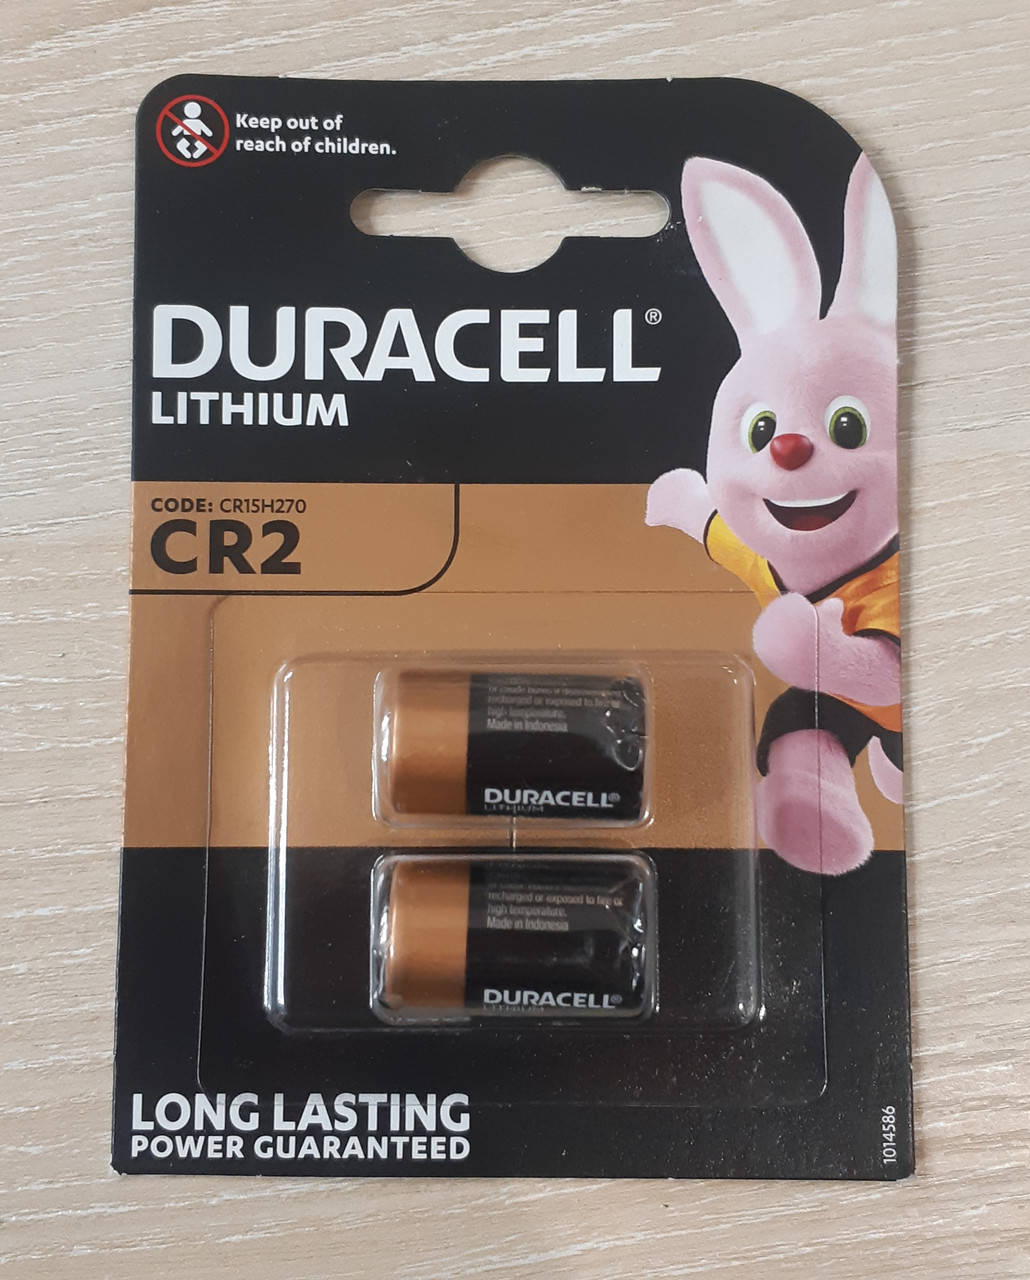 Keep out of
reach of children.
DURACELL®
LITHIUM
CODE: CR15H270
CR2
recharged or exposed to fire or
high temperature.
Made in Indonesia
DURACELL®
LITHIUM
recharged or exposed to fire or
high temperature.
Made in Indonesia
DURACELL®
LITHIUM
LONG LASTING
POWER GUARANTEED
1014586